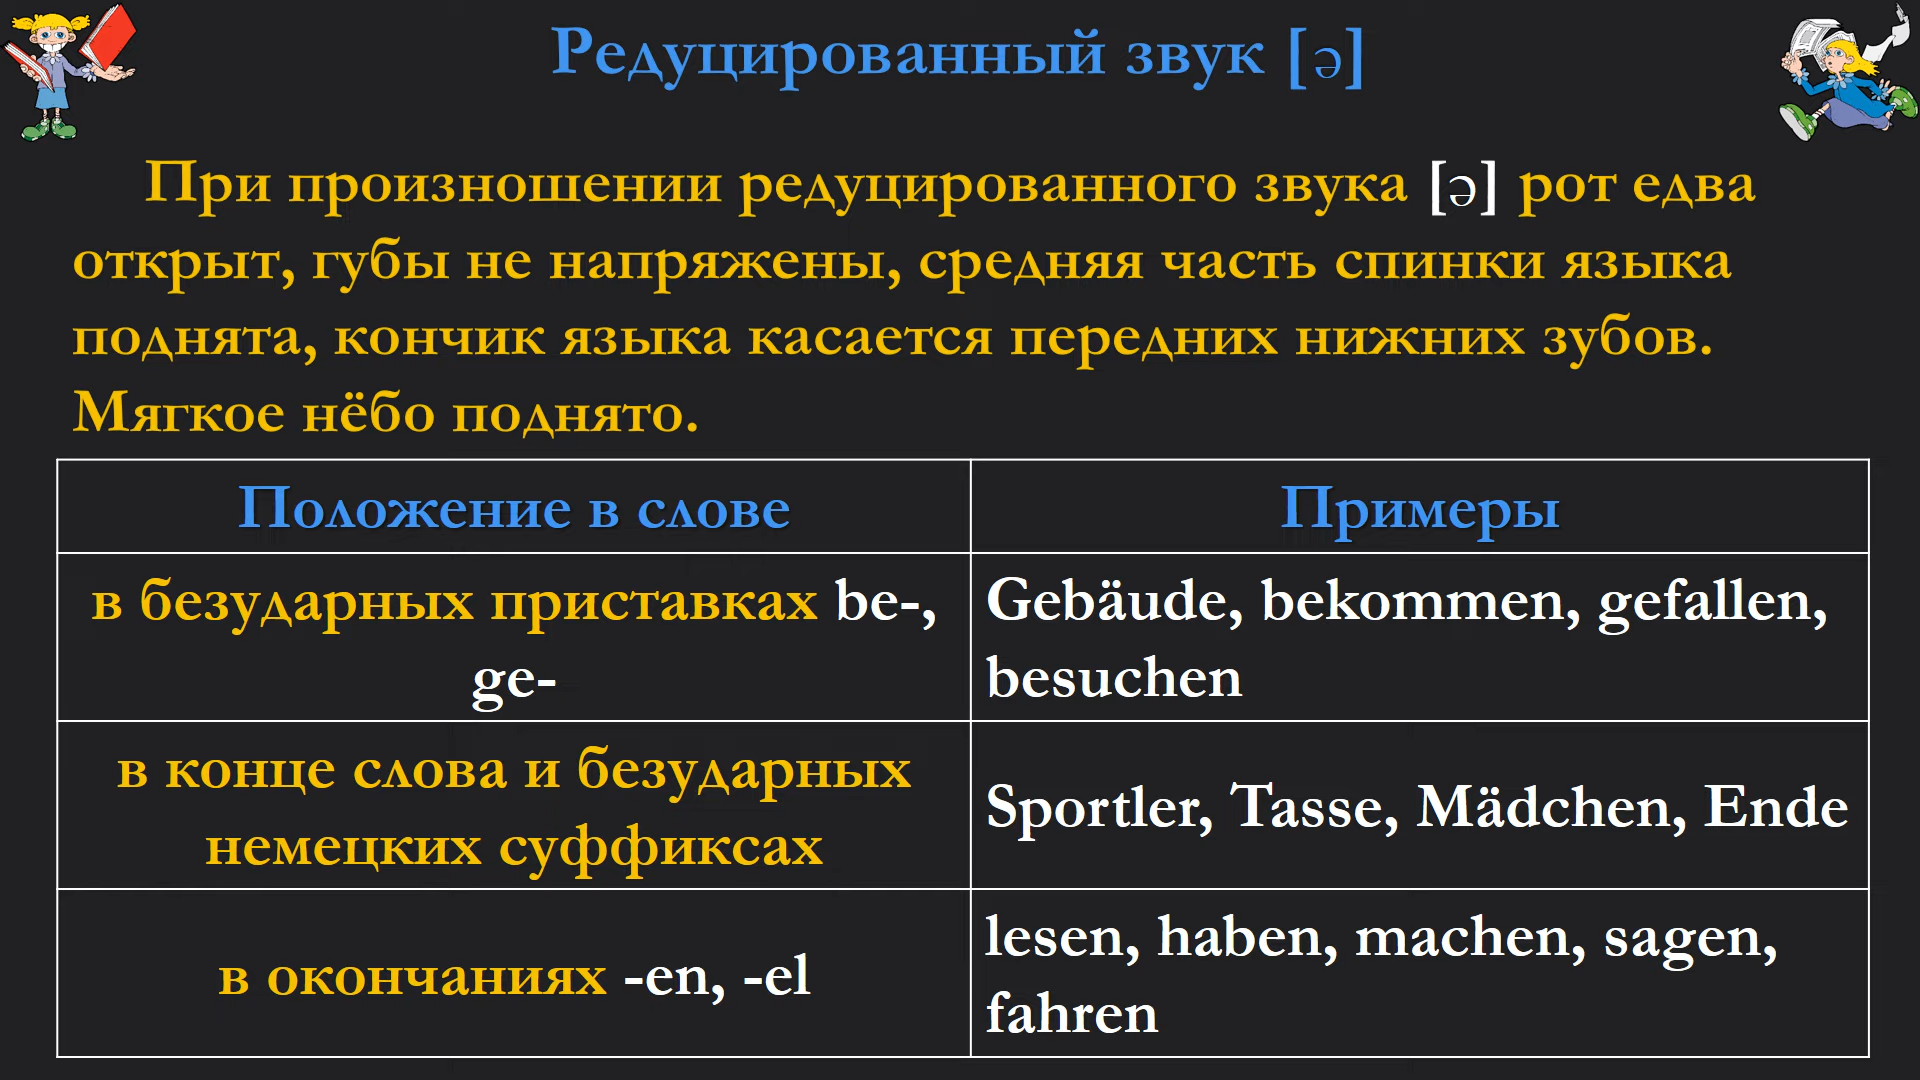 Редуцированный звук [ə]
При произношении редуцированного звука [ə] рот едва
открыт, губы не напряжены, средняя часть спинки языка
поднята, кончик языка касается передних нижних зубов.
Мягкое нёбо поднято.
Положение в слове
Примеры
в безударных приставках be-,
ge-
Gebäude, bekommen, gefallen,
besuchen
в конце слова и безударных
немецких суффиксах
Sportler, Tasse, Mädchen, Ende
в окончаниях -en, -el
lesen, haben, machen, sagen,
fahren